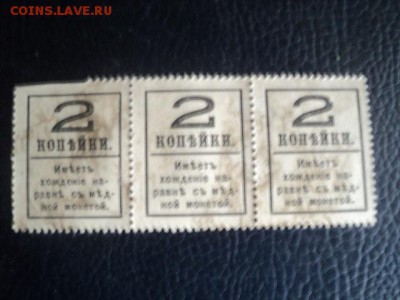 COINS.ЛАВЕ.RU
2 2 2
КОПѢЙКИ. КОПѢЙКИ. КОПѢЙКИ.
Имѣетъ Имѣетъ Имѣетъ
хожденіе на- хожденіе на- хожденіе на-
равнѣ съ мѣд- равнѣ съ мѣд- равнѣ съ мѣд-
ной монетой. ной монетой. ной монетой.